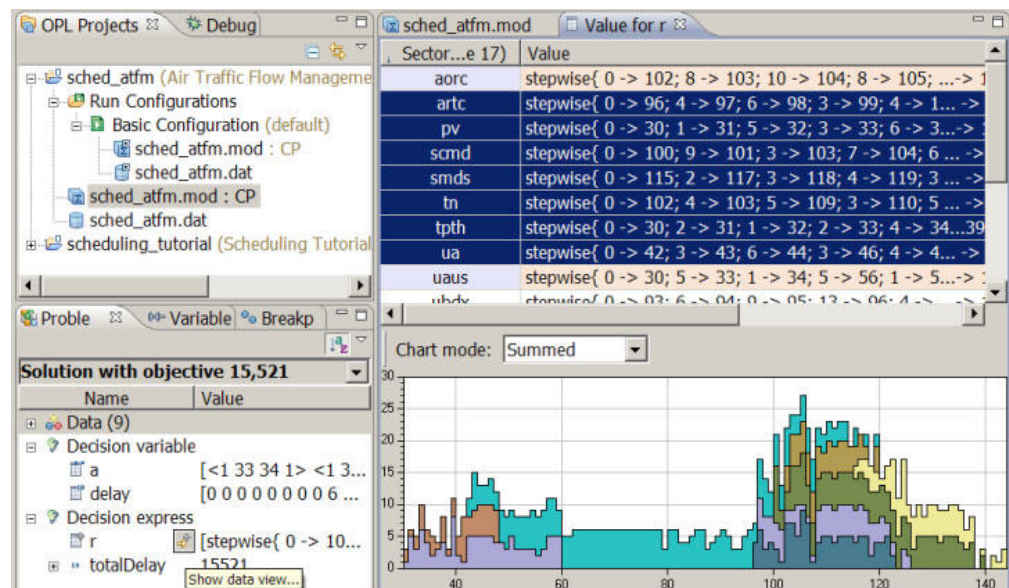 OPL Projects
Debug
sched_atfm (Air Traffic Flow Manageme
Run Configurations
Basic Configuration (default)
sched_atfm.mod : CP
sched_atfm.dat
sched_atfm.mod : CP
sched_atfm.dat
scheduling_tutorial (Scheduling Tutorial
sched_atfm.mod
Value for r
Sector...e 17) Value
aorc stepwise{ 0 -> 102; 8 -> 103; 10 -> 104; 8 -> 105; ...-> 1
artc stepwise{ 0 -> 96; 4 -> 97; 6 -> 98; 3 -> 99; 4 -> 1... ->
pv stepwise{ 0 -> 30; 1 -> 31; 5 -> 32; 3 -> 33; 6 -> 3...->
scmd stepwise{ 0 -> 100; 9 -> 101; 3 -> 103; 7 -> 104; 6 ... ->
smds stepwise{ 0 -> 115; 2 -> 117; 3 -> 118; 4 -> 119; 3 ... ->
tn stepwise{ 0 -> 102; 4 -> 103; 5 -> 109; 3 -> 110; 5 ... ->
tpth stepwise{ 0 -> 30; 2 -> 31; 1 -> 32; 2 -> 33; 4 -> 34...39
ua stepwise{ 0 -> 42; 3 -> 43; 6 -> 44; 3 -> 46; 4 -> 4... ->
uaus stepwise{ 0 -> 30; 5 -> 33; 1 -> 34; 5 -> 56; 1 -> 5...->
Proble
Variable
Breakp
Solution with objective 15,521
Name Value
Data (9)
Decision variable
a [<1 33 34 1> <1 3...
delay [0 0 0 0 0 0 0 0 6 ...
Decision express
r [stepwise{ 0 -> 10...
totalDelay 15521
Show data view...
Chart mode: Summed
30
25
20
15
10
5
0
40 60 80 100 120 140